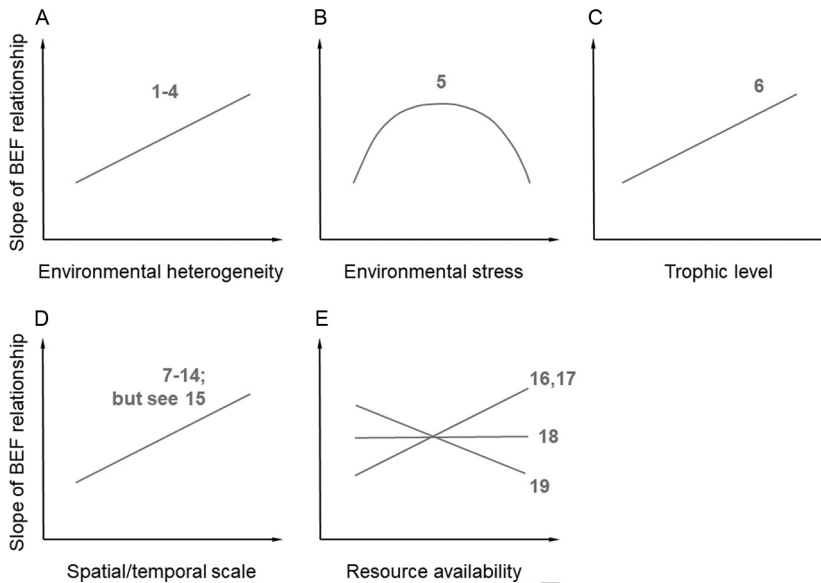 A
B
C
Slope of BEF relationship
1-4
5
6
Environmental heterogeneity
Environmental stress
Trophic level
D
E
Slope of BEF relationship
7-14;
but see 15
16,17
18
19
Spatial/temporal scale
Resource availability